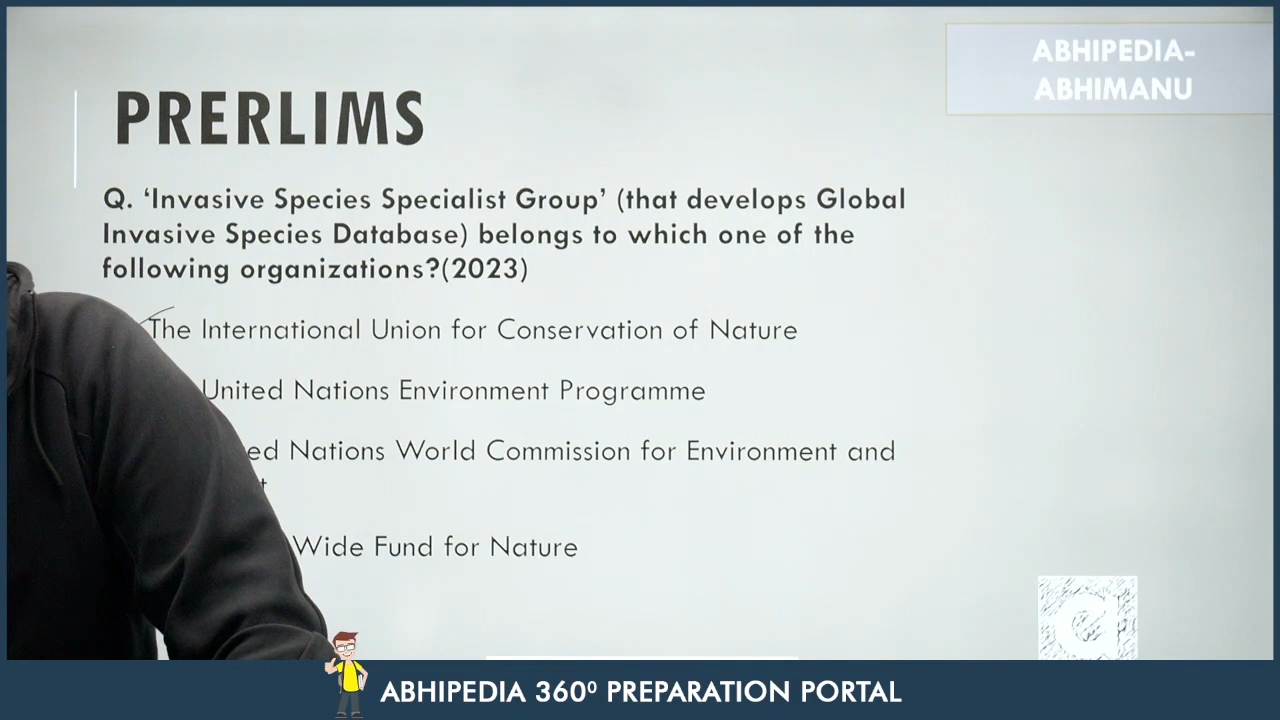 ABHIPEDIA-
ABHIMANU
PRERLIMS
Q. ‘Invasive Species Specialist Group’ (that develops Global
Invasive Species Database) belongs to which one of the
following organizations?(2023)
The International Union for Conservation of Nature
United Nations Environment Programme
Nations World Commission for Environment and
Wide Fund for Nature
ABHIPEDIA 360⁰ PREPARATION PORTAL